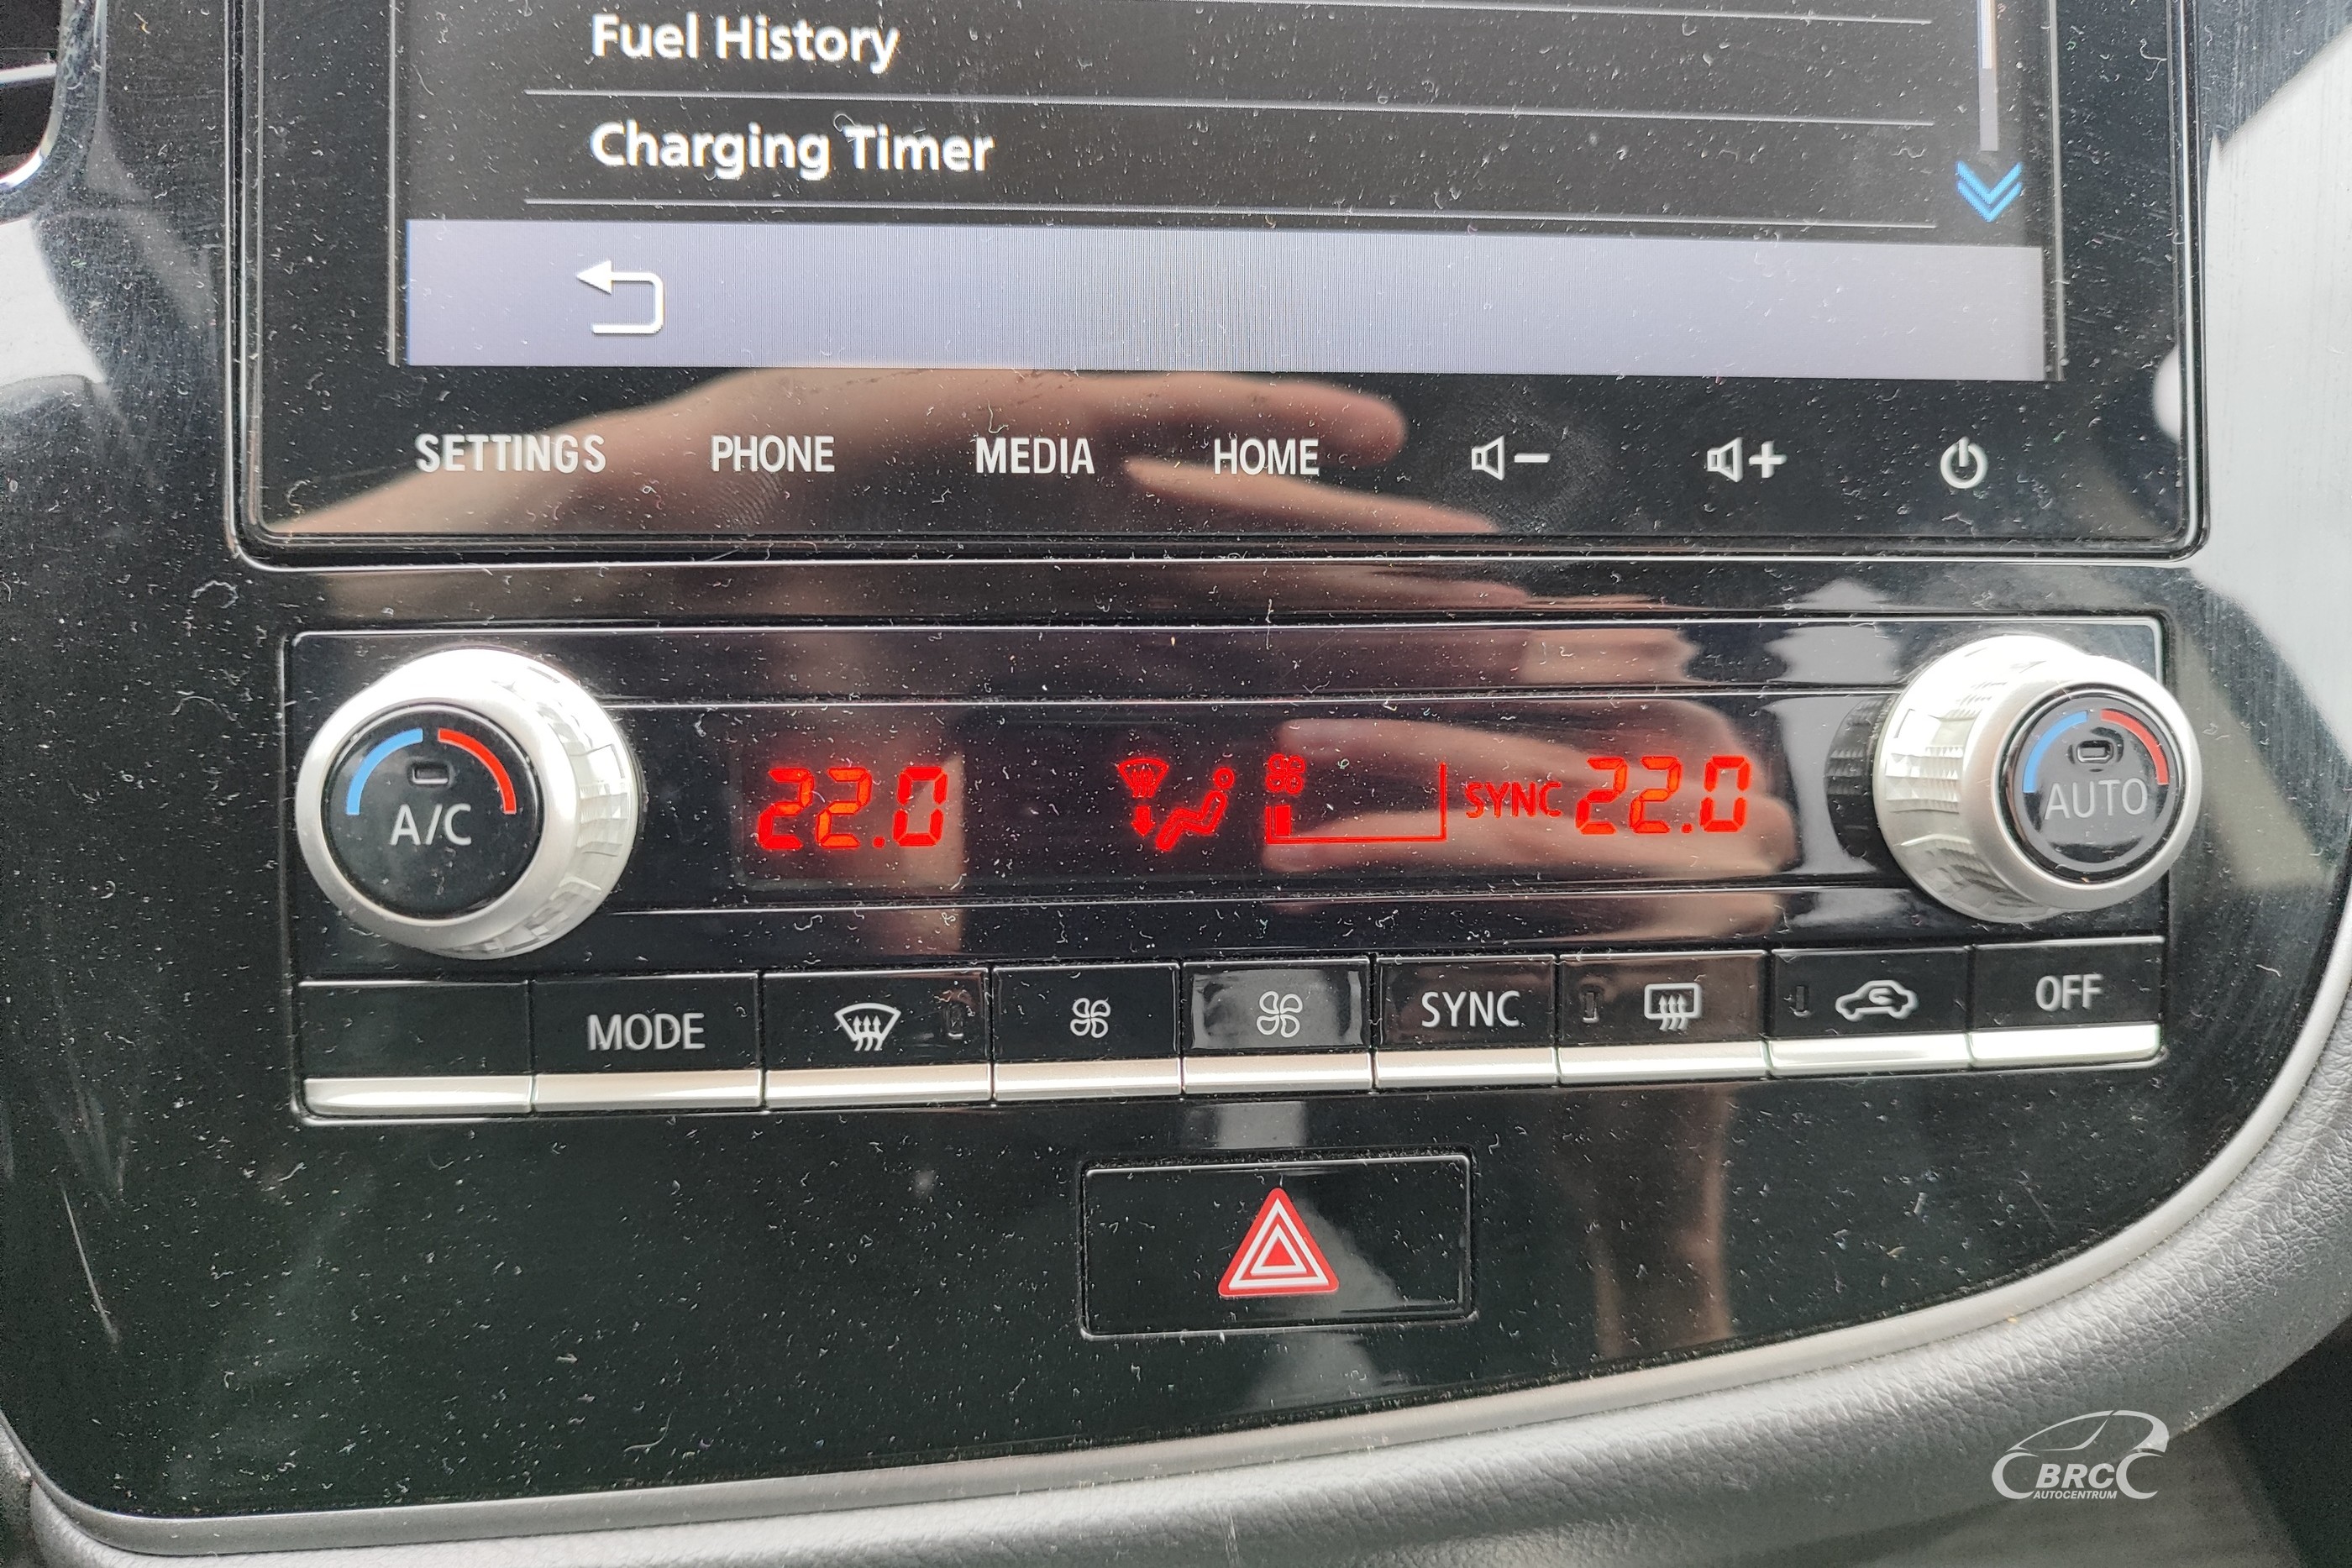 Fuel History
Charging Timer
SETTINGS PHONE MEDIA HOME
A/C 22.0 SYNC 22.0 AUTO
MODE SYNC OFF
BRC
AUTOCENTRUM